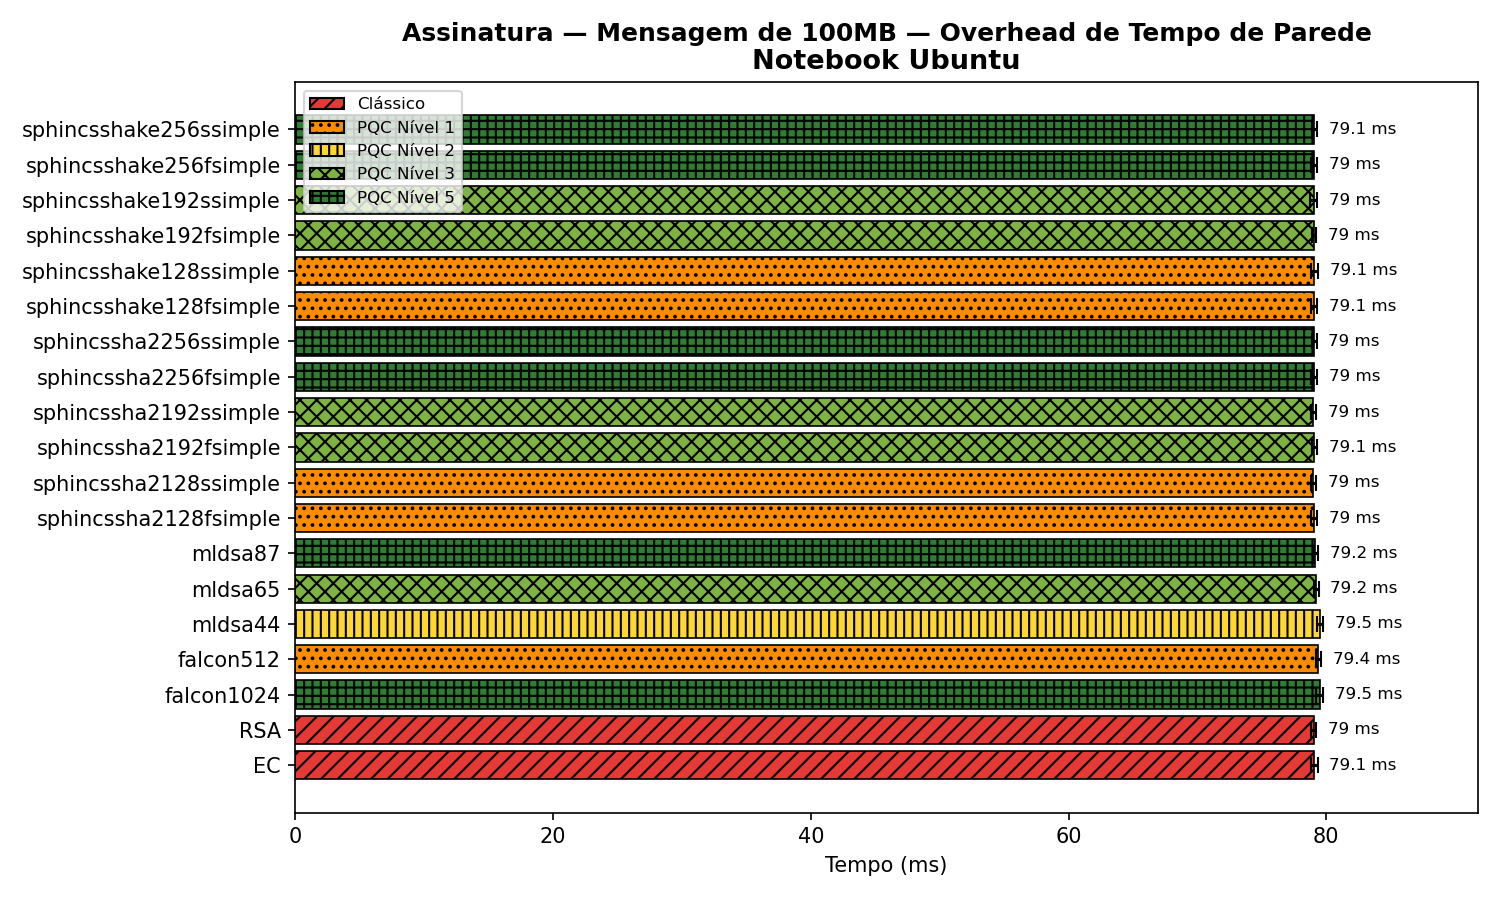 Assinatura — Mensagem de 100MB — Overhead de Tempo de Parede
Notebook Ubuntu
Clássico
PQC Nível 1
PQC Nível 2
PQC Nível 3
PQC Nível 5
sphincsshake256ssimple 79.1 ms
sphincsshake256fsimple 79 ms
sphincsshake192ssimple 79 ms
sphincsshake192fsimple 79 ms
sphincsshake128ssimple 79.1 ms
sphincsshake128fsimple 79.1 ms
sphincssha2256ssimple 79 ms
sphincssha2256fsimple 79 ms
sphincssha2192ssimple 79 ms
sphincssha2192fsimple 79.1 ms
sphincssha2128ssimple 79 ms
sphincssha2128fsimple 79 ms
mldsa87 79.2 ms
mldsa65 79.2 ms
mldsa44 79.5 ms
falcon512 79.4 ms
falcon1024 79.5 ms
RSA 79 ms
EC 79.1 ms
0 20 40 60 80
Tempo (ms)